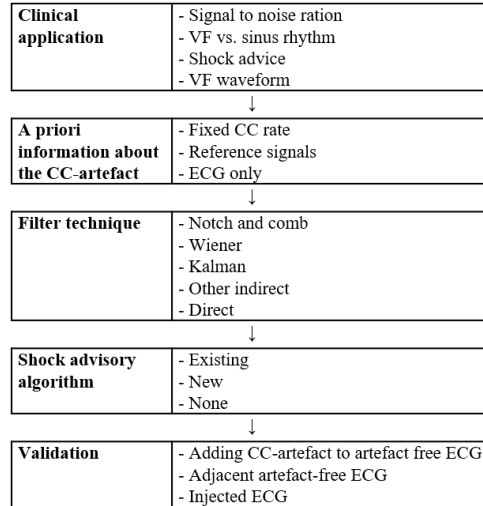 Clinical application
- Signal to noise ration
- VF vs. sinus rhythm
- Shock advice
- VF waveform
↓
A priori information about the CC-artefact
- Fixed CC rate
- Reference signals
- ECG only
↓
Filter technique
- Notch and comb
- Wiener
- Kalman
- Other indirect
- Direct
↓
Shock advisory algorithm
- Existing
- New
- None
↓
Validation
- Adding CC-artefact to artefact free ECG
- Adjacent artefact-free ECG
- Injected ECG